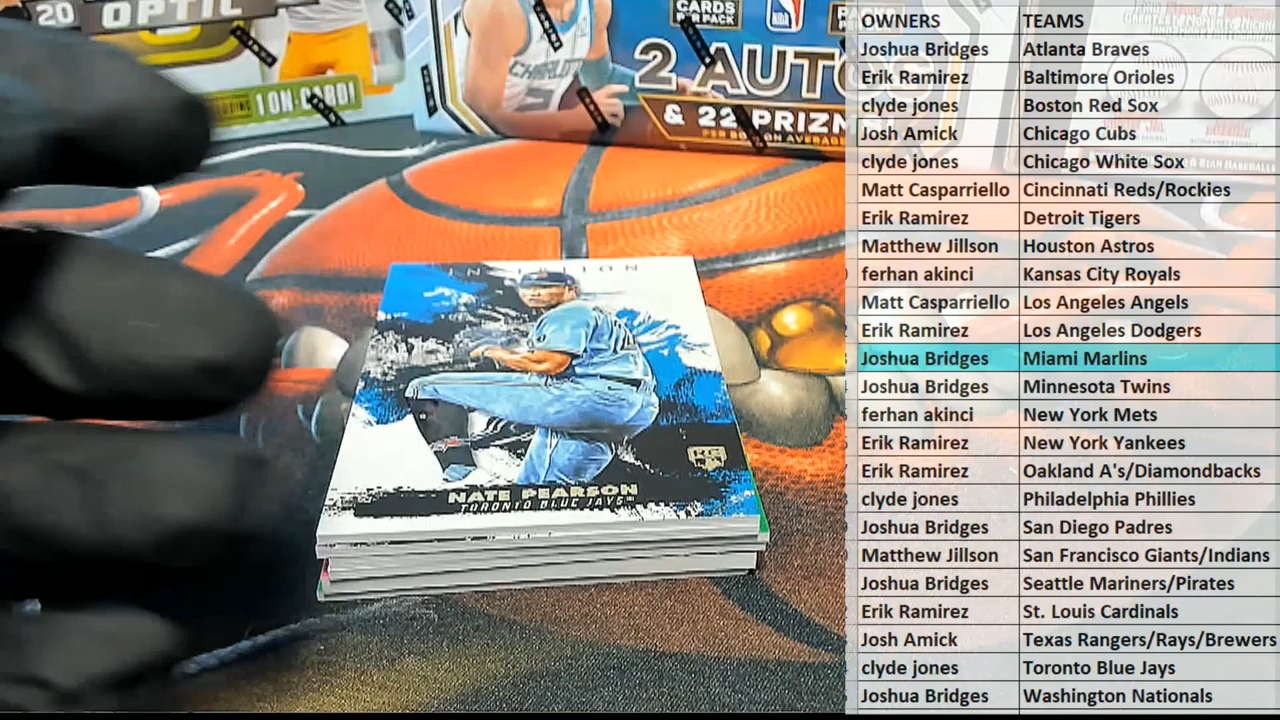 20
OPTIC
1 ON-CARD!
CARDS
PER PACK
NBA
CHARLOTTE
2 AUTO
& 22 PRIZM
INCEPTION
RC
NATE PEARSON
TORONTO BLUE JAYS
OWNERS TEAMS
Joshua Bridges Atlanta Braves
Erik Ramirez Baltimore Orioles
clyde jones Boston Red Sox
Josh Amick Chicago Cubs
clyde jones Chicago White Sox
Matt Casparriello Cincinnati Reds/Rockies
Erik Ramirez Detroit Tigers
Matthew Jillson Houston Astros
ferhan akinci Kansas City Royals
Matt Casparriello Los Angeles Angels
Erik Ramirez Los Angeles Dodgers
Joshua Bridges Miami Marlins
Joshua Bridges Minnesota Twins
ferhan akinci New York Mets
Erik Ramirez New York Yankees
Erik Ramirez Oakland A's/Diamondbacks
clyde jones Philadelphia Phillies
Joshua Bridges San Diego Padres
Matthew Jillson San Francisco Giants/Indians
Joshua Bridges Seattle Mariners/Pirates
Erik Ramirez St. Louis Cardinals
Josh Amick Texas Rangers/Rays/Brewers
clyde jones Toronto Blue Jays
Joshua Bridges Washington Nationals